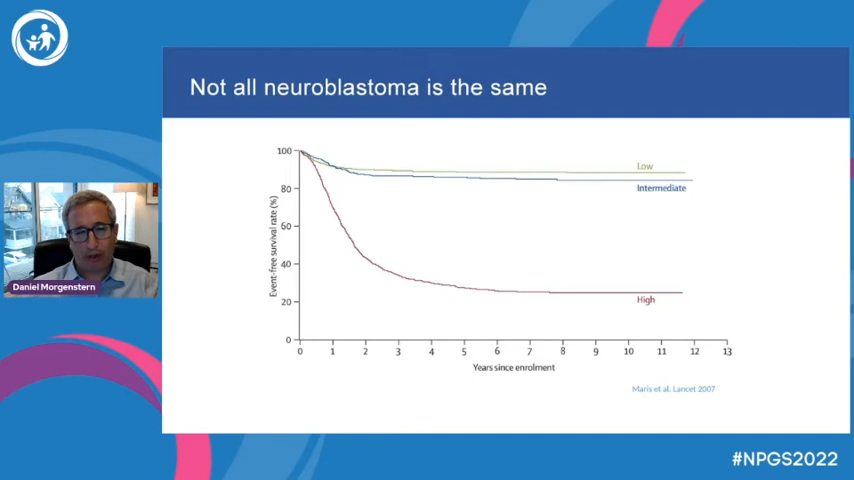 Not all neuroblastoma is the same
Event-free survival rate (%)
100
80
60
40
20
0
Low
Intermediate
High
0 1 2 3 4 5 6 7 8 9 10 11 12 13
Years since enrolment
Maris et al. Lancet 2007
Daniel Morgenstern
#NPGS2022